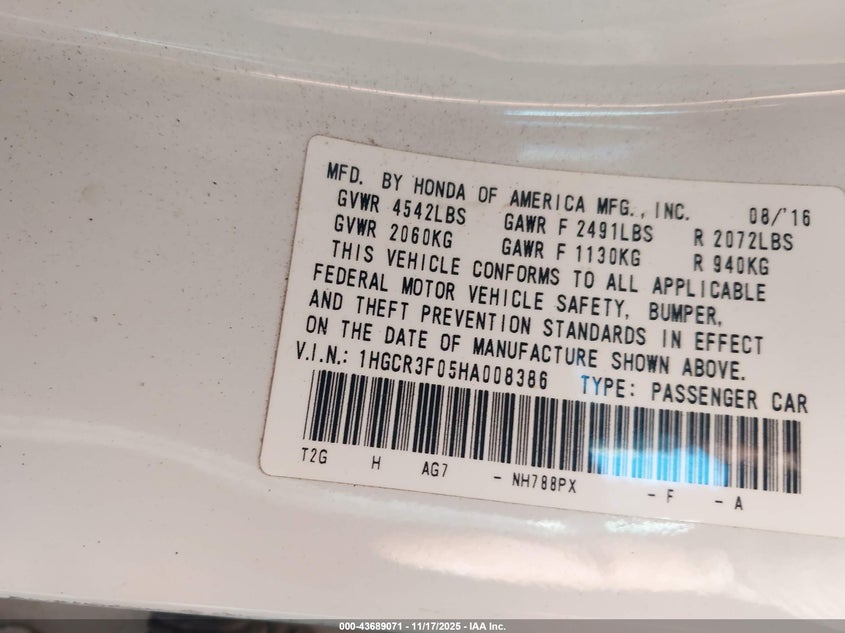 MFD. BY HONDA OF AMERICA MFG., INC. 08/'16
GVWR 4542LBS GAWR F 2491LBS R 2072LBS
GVWR 2060KG GAWR F 1130KG R 940KG
THIS VEHICLE CONFORMS TO ALL APPLICABLE
FEDERAL MOTOR VEHICLE SAFETY, BUMPER,
AND THEFT PREVENTION STANDARDS IN EFFECT
ON THE DATE OF MANUFACTURE SHOWN ABOVE.
V.I.N.: 1HGCR3F05HA008386 TYPE: PASSENGER CAR
T2G H AG7 - NH788PX - F - A
000-43689071 - 11/17/2025 - IAA Inc.